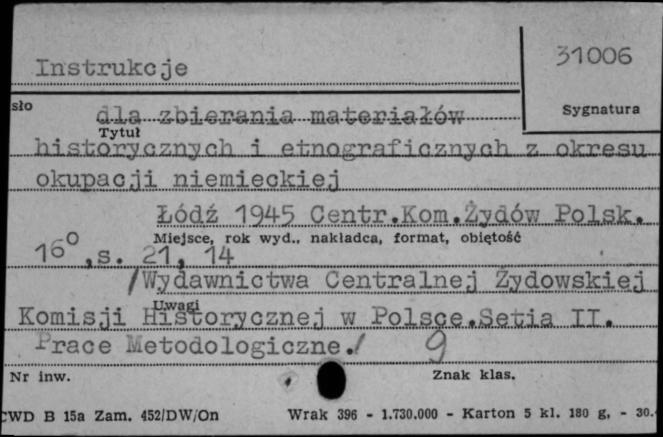 31006
Instrukcje
sło
Sygnatura
dla zbierania materiałów
Tytuł
historycznych i etnograficznych z okresu
okupacji niemieckiej
Łódź 1945 Centr.Kom.Żydów Polsk.
Miejsce, rok wyd., nakładca, format, objętość
16⁰,s. 21, 14
/Wydawnictwa Centralnej Żydowskiej
Uwagi
Komisji Historycznej w Polsce.Setia II.
Prace Metodologiczne./ 9
Nr inw.
Znak klas.
CWD B 15a Zam. 452/DW/On Wrak 396 - 1.730.000 - Karton 5 kl. 180 g, - 30.